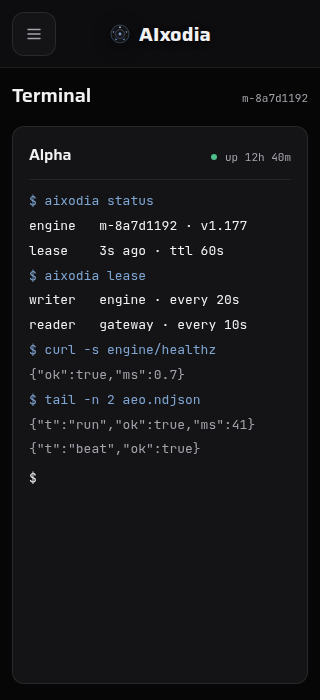 AIxodia
Terminal
m-8a7d1192
Alpha
up 12h 40m
$ aixodia status
engine m-8a7d1192 · v1.177
lease 3s ago · ttl 60s
$ aixodia lease
writer engine · every 20s
reader gateway · every 10s
$ curl -s engine/healthz
{"ok":true,"ms":0.7}
$ tail -n 2 aeo.ndjson
{"t":"run","ok":true,"ms":41}
{"t":"beat","ok":true}
$